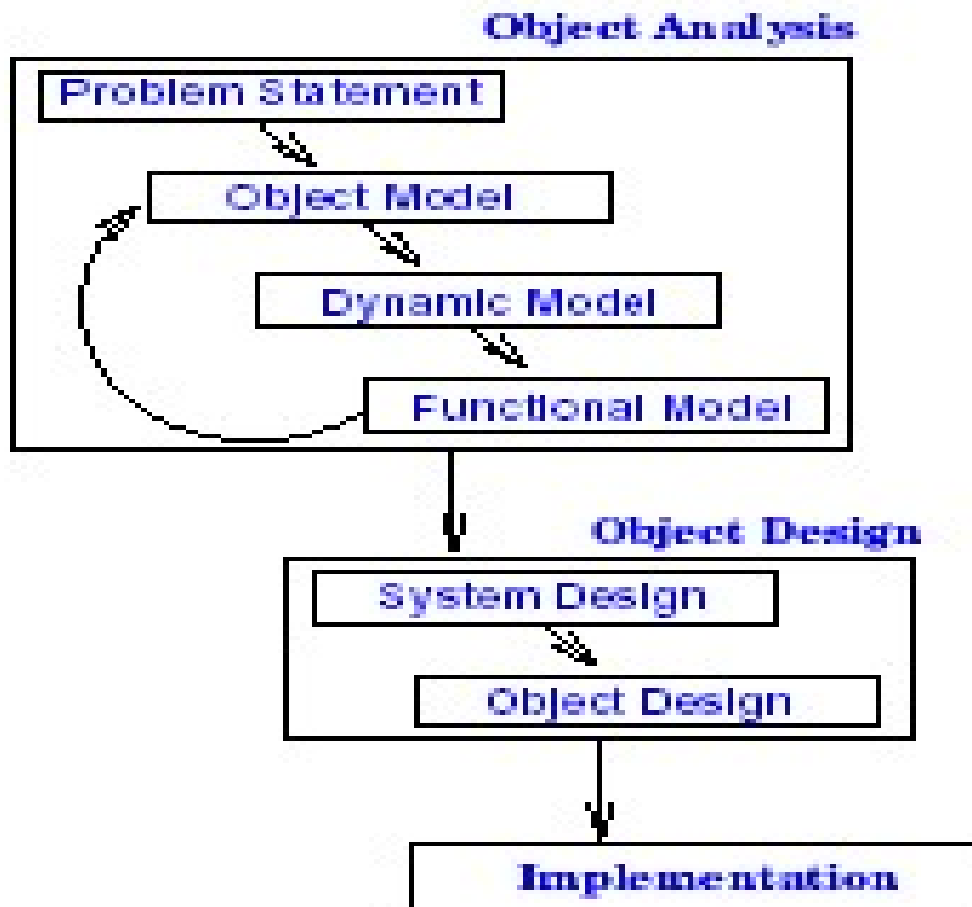 Object Analysis
Problem Statement
Object Model
Dynamic Model
Functional Model
Object Design
System Design
Object Design
Implementation